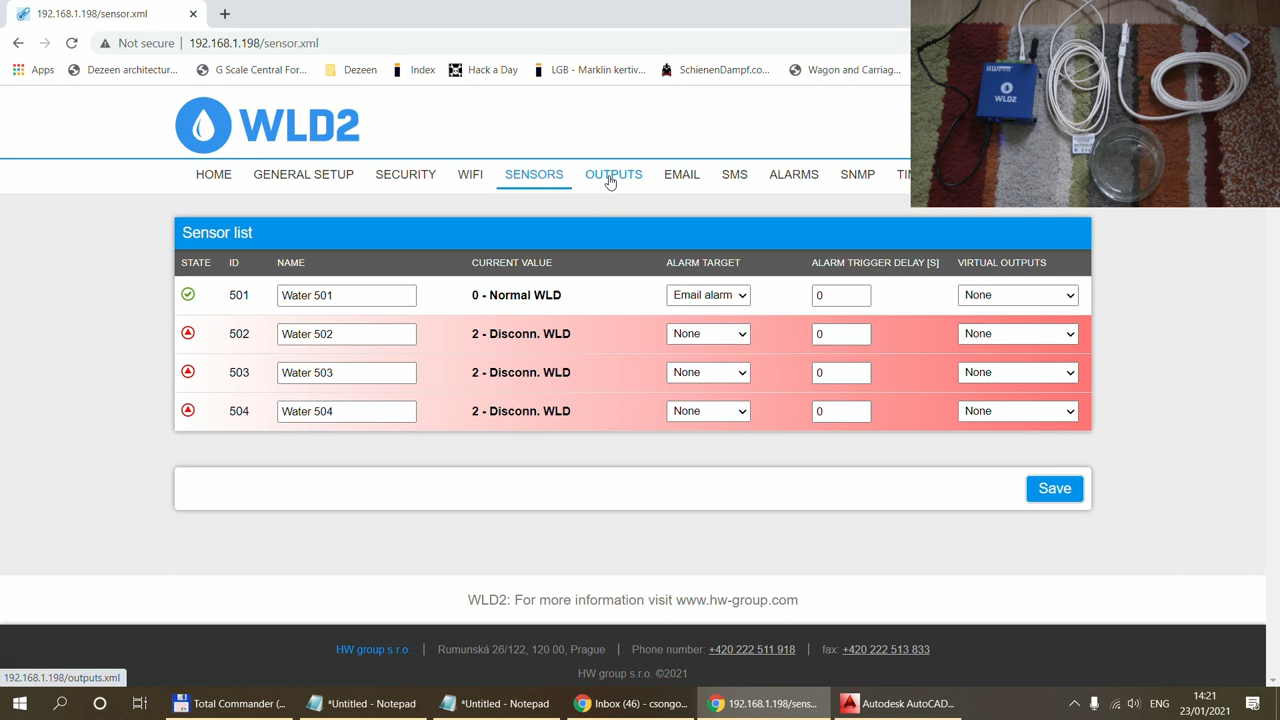 192.168.1.198/sensor.xml
Not secure | 192.168.1.198/sensor.xml
Apps Dezeen architectur... G Scale Central For... Dezeen Index Hack a Day LGB - Marklin kertiv... SchienenDampf.co... Wagon and Carriag...
WLD2
WLD2
HOME GENERAL SETUP SECURITY WIFI SENSORS OUTPUTS EMAIL SMS ALARMS SNMP TIM
Sensor list
STATE ID NAME CURRENT VALUE ALARM TARGET ALARM TRIGGER DELAY [S] VIRTUAL OUTPUTS
501 Water 501 0 - Normal WLD Email alarm 0 None
502 Water 502 2 - Disconn. WLD None 0 None
503 Water 503 2 - Disconn. WLD None 0 None
504 Water 504 2 - Disconn. WLD None 0 None
Save
WLD2: For more information visit www.hw-group.com
HW group s.r.o. | Rumunská 26/122, 120 00, Prague | Phone number: +420 222 511 918 | fax: +420 222 513 833
HW group s.r.o. ©2021
192.168.1.198/outputs.xml
Total Commander (... *Untitled - Notepad *Untitled - Notepad Inbox (46) - csongo... 192.168.1.198/sens... Autodesk AutoCAD... ENG 14:21
23/01/2021